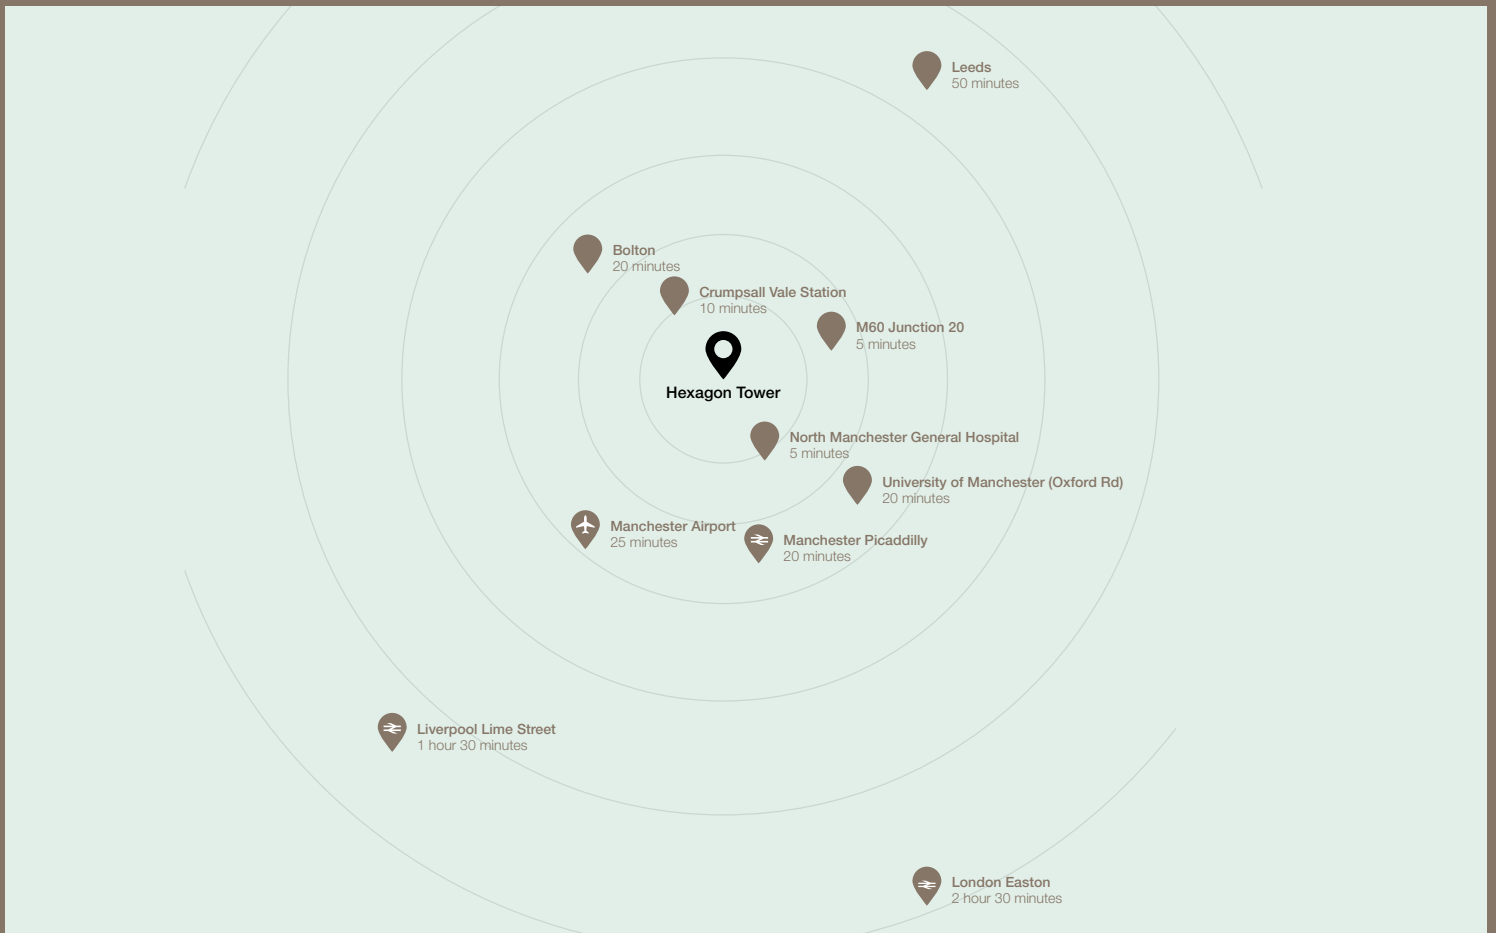 Leeds
50 minutes
Bolton
20 minutes
Crumpsall Vale Station
10 minutes
M60 Junction 20
5 minutes
Hexagon Tower
North Manchester General Hospital
5 minutes
University of Manchester (Oxford Rd)
20 minutes
Manchester Airport
25 minutes
Manchester Picaddilly
20 minutes
Liverpool Lime Street
1 hour 30 minutes
London Easton
2 hour 30 minutes